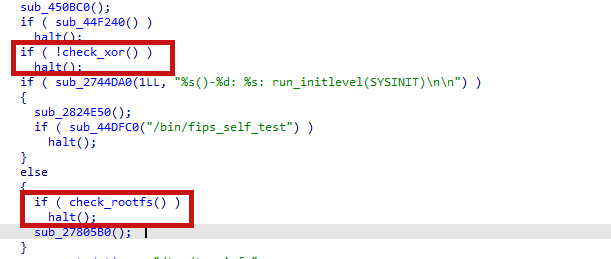 sub_450BC0();
if ( sub_44F240() )
halt();
if ( !check_xor() )
halt();
if ( sub_2744DA0(1LL, "%s()-%d: %s: run_initlevel(SYSINIT)\n\n") )
{
sub_2824E50();
if ( sub_44DFC0("/bin/fips_self_test") )
halt();
}
else
{
if ( check_rootfs() )
halt();
sub_27805B0();
}